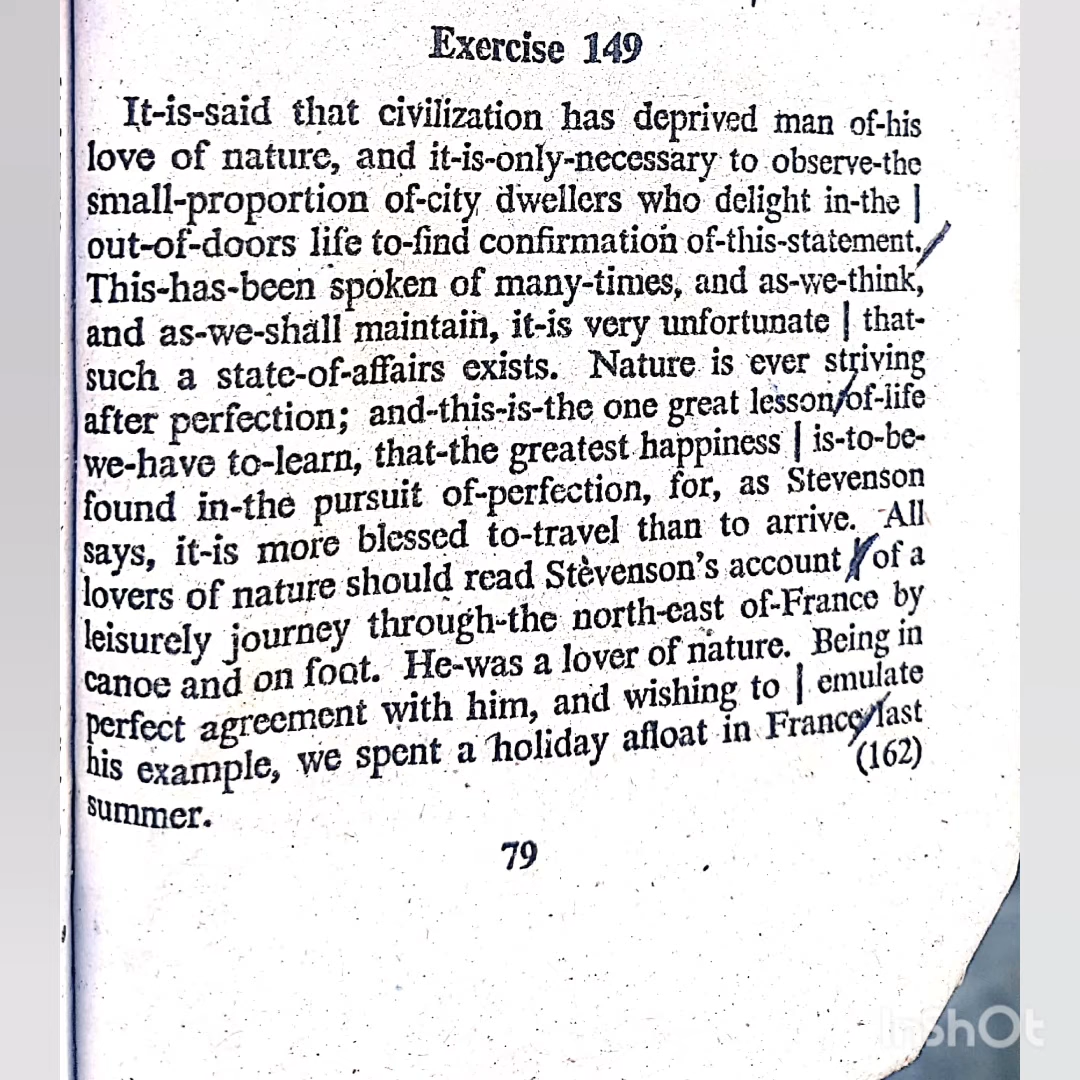 Exercise 149
It-is-said that civilization has deprived man of-his
love of nature, and it-is-only-necessary to observe-the
small-proportion of-city dwellers who delight in-the |
out-of-doors life to-find confirmation of-this-statement.
This-has-been spoken of many-times, and as-we-think,
and as-we-shall maintain, it-is very unfortunate | that-
such a state-of-affairs exists. Nature is ever striving
after perfection; and-this-is-the one great lesson of-life
we-have to-learn, that-the greatest happiness | is-to-be-
found in-the pursuit of-perfection, for, as Stevenson
says, it-is more blessed to-travel than to arrive. All
lovers of nature should read Stevenson's account | of a
leisurely journey through-the north-east of-France by
canoe and on foot. He-was a lover of nature. Being in
perfect agreement with him, and wishing to | emulate
his example, we spent a holiday afloat in France last
summer. (162)
79
InShOt